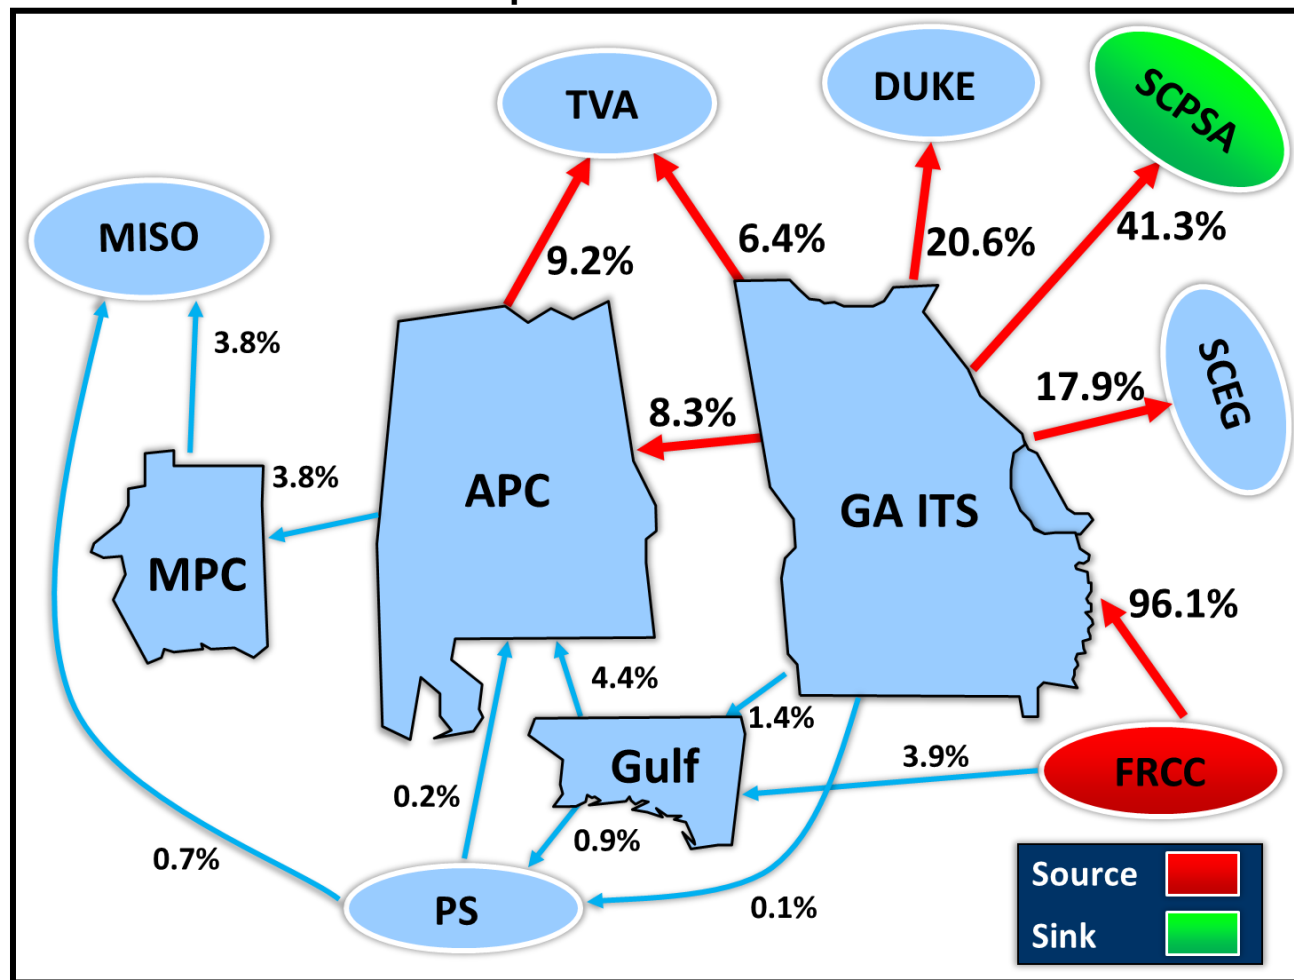 TVA
DUKE
SCPSA
MISO
9.2%
6.4%
20.6%
41.3%
3.8%
SCEG
17.9%
8.3%
3.8%
APC
GA ITS
MPC
96.1%
4.4%
1.4%
Gulf
3.9%
FRCC
0.2%
0.9%
0.7%
PS
0.1%
Source
Sink